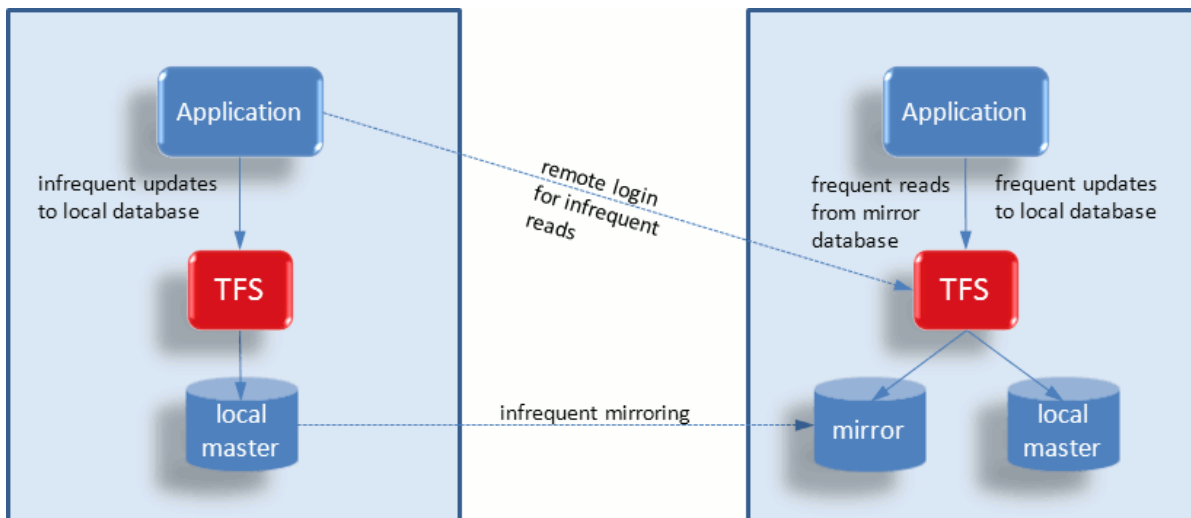 Application
infrequent updates
to local database
TFS
local
master
remote login
for infrequent
reads
infrequent mirroring
Application
frequent reads
from mirror
database
frequent updates
to local database
TFS
mirror
local
master